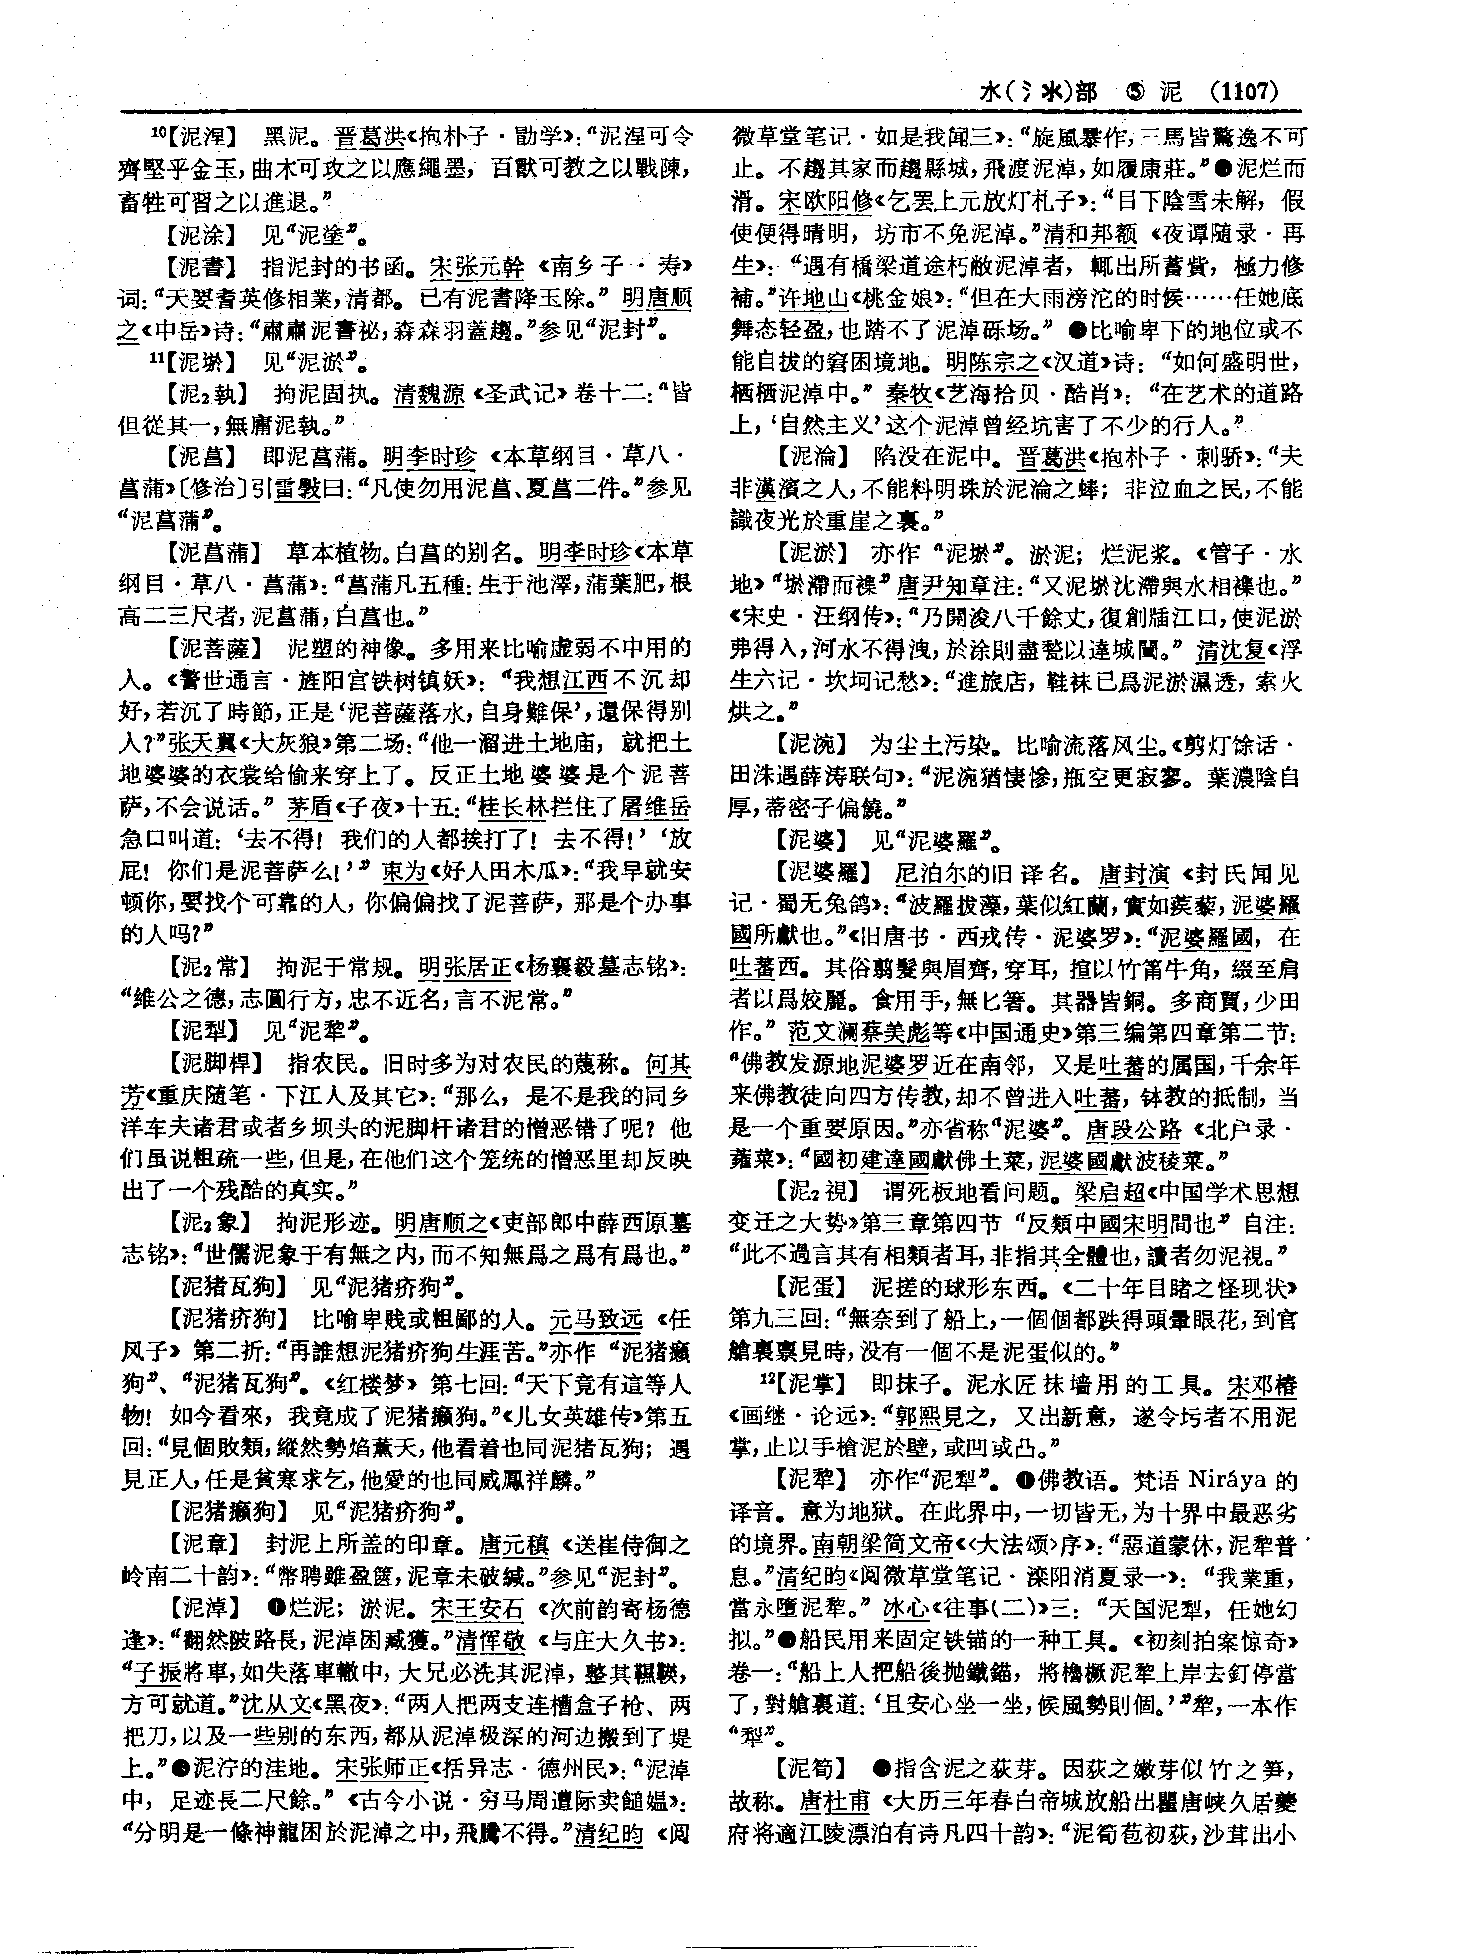 水(氵氺)部 ⑤ 泥 (1107)
10【泥涅】 黑泥。晋葛洪《抱朴子·勖学》：“泥涅可令
齊堅乎金玉，曲木可攻之以應繩墨，百獸可教之以戰陳，
畜牲可習之以進退。”
【泥涂】 见“泥塗”。
【泥書】 指泥封的书函。宋张元幹《南乡子·寿》
词：“天要耆英修相業，清都。已有泥書降玉除。”明唐顺
之《中岳》诗：“肅肅泥書祕，森森羽蓋趨。”参见“泥封”。
11【泥埱】 见“泥淤”。
【泥2執】 拘泥固执。清魏源《圣武记》卷十二：“皆
但從其一，無庸泥執。”
【泥菖】 即泥菖蒲。明李时珍《本草纲目·草八·
菖蒲》〔修治〕引雷斅曰：“凡使勿用泥菖、夏菖二件。”参见
“泥菖蒲”。
【泥菖蒲】 草本植物。白菖的别名。明李时珍《本草
纲目·草八·菖蒲》：“菖蒲凡五種：生于池澤，蒲葉肥，根
高二三尺者，泥菖蒲，白菖也。”
【泥菩薩】 泥塑的神像。多用来比喻虚弱不中用的
人。《警世通言·旌阳宫铁树镇妖》：“我想江西不沉却
好，若沉了時節，正是‘泥菩薩落水，自身難保’，還保得别
人？”张天翼《大灰狼》第二场：“他一溜进土地庙，就把土
地婆婆的衣裳给偷来穿上了。反正土地婆婆是个泥菩
萨，不会说话。”茅盾《子夜》十五：“桂长林拦住了屠维岳
急口叫道：‘去不得！我们的人都挨打了！去不得！’‘放
屁！你们是泥菩萨么！’”束为《好人田木瓜》：“我早就安
顿你，要找个可靠的人，你偏偏找了泥菩萨，那是个办事
的人吗？”
【泥2常】 拘泥于常规。明张居正《杨襄毅墓志铭》：
“維公之德，志圓行方，忠不近名，言不泥常。”
【泥犁】 见“泥犂”。
【泥脚桿】 指农民。旧时多为对农民的蔑称。何其
芳《重庆随笔·下江人及其它》：“那么，是不是我的同乡
洋车夫诸君或者乡坝头的泥脚杆诸君的憎恶错了呢？他
们虽说粗疏一些，但是，在他们这个笼统的憎恶里却反映
出了一个残酷的真实。”
【泥2象】 拘泥形迹。明唐顺之《吏部郎中薛西原墓
志铭》：“世儒泥象于有無之内，而不知無爲之爲有爲也。”
【泥猪瓦狗】 见“泥猪疥狗”。
【泥猪疥狗】 比喻卑贱或粗鄙的人。元马致远《任
风子》第二折：“再誰想泥猪疥狗生涯苦。”亦作“泥猪癩
狗”、“泥猪瓦狗”。《红楼梦》第七回：“天下竟有這等人
物！如今看來，我竟成了泥猪癩狗。”《儿女英雄传》第五
回：“見個敗類，縱然勢焰薰天，他看着也同泥猪瓦狗；遇
見正人，任是貧寒求乞，他愛的也同威鳳祥麟。”
【泥猪癞狗】 见“泥猪疥狗”。
【泥章】 封泥上所盖的印章。唐元稹《送崔侍御之
岭南二十韵》：“幣聘雖盈篋，泥章未破緘。”参见“泥封”。
【泥淖】 ❶烂泥；淤泥。宋王安石《次前韵寄杨德
逢》：“翻然陂路長，泥淖困臧獲。”清恽敬《与庄大久书》：
“子振將車，如失落車轍中，大兄必洗其泥淖，整其鞿鞅，
方可就道。”沈从文《黑夜》：“两人把两支连槽盒子枪、两
把刀，以及一些别的东西，都从泥淖极深的河边搬到了堤
上。”❷泥泞的洼地。宋张师正《括异志·德州民》：“泥淖
中，足迹長二尺餘。”《古今小说·穷马周遭际卖䭔媪》：
“分明是一條神龍困於泥淖之中，飛騰不得。”清纪昀《阅
微草堂笔记·如是我闻三》：“旋風暴作，三馬皆驚逸不可
止。不趨其家而趨縣城，飛渡泥淖，如履康莊。”❸泥烂而
滑。宋欧阳修《乞罢上元放灯札子》：“目下陰雪未解，假
使便得晴明，坊市不免泥淖。”清和邦额《夜谭随录·再
生》：“遇有橋梁道途朽敝泥淖者，輒出所蓄貲，極力修
補。”许地山《桃金娘》：“但在大雨滂沱的时候……任她底
舞态轻盈，也踏不了泥淖砾场。”❹比喻卑下的地位或不
能自拔的窘困境地。明陈宗之《汉道》诗：“如何盛明世，
栖栖泥淖中。”秦牧《艺海拾贝·酷肖》：“在艺术的道路
上，‘自然主义’这个泥淖曾经坑害了不少的行人。”
【泥淪】 陷没在泥中。晋葛洪《抱朴子·刺骄》：“夫
非漢濱之人，不能料明珠於泥淪之蜯；非泣血之民，不能
識夜光於重崖之裏。”
【泥淤】 亦作“泥埱”。淤泥；烂泥浆。《管子·水
地》“埱滯而襍”唐尹知章注：“又泥埱沈滯與水相襍也。”
《宋史·汪纲传》：“乃開浚八千餘丈，復創牐江口，使泥淤
弗得入，河水不得洩，於涂則盡甃以達城闉。”清沈复《浮
生六记·坎坷记愁》：“進旅店，鞋袜已爲泥淤濕透，索火
烘之。”
【泥涴】 为尘土污染。比喻流落风尘。《剪灯馀话·
田洙遇薛涛联句》：“泥涴猶悽慘，瓶空更寂寥。葉濃陰自
厚，蒂密子偏饒。”
【泥婆】 见“泥婆羅”。
【泥婆羅】 尼泊尔的旧译名。唐封演《封氏闻见
记·蜀无兔鸽》：“波羅拔藻，葉似紅蘭，實如蒺藜，泥婆羅
國所獻也。”《旧唐书·西戎传·泥婆罗》：“泥婆羅國，在
吐蕃西。其俗翦髮與眉齊，穿耳，揎以竹筩牛角，缀至肩
者以爲姣麗。食用手，無匕箸。其器皆銅。多商賈，少田
作。”范文澜蔡美彪等《中国通史》第三编第四章第二节：
“佛教发源地泥婆罗近在南邻，又是吐蕃的属国，千余年
来佛教徒向四方传教，却不曾进入吐蕃，钵教的抵制，当
是一个重要原因。”亦省称“泥婆”。唐段公路《北户录·
蕹菜》：“國初建達國獻佛土菜，泥婆國獻波稜菜。”
【泥2視】 谓死板地看问题。梁启超《中国学术思想
变迁之大势》第三章第四节“反類中國宋明間也”自注：
“此不過言其有相類者耳，非指其全體也，讀者勿泥視。”
【泥蛋】 泥搓的球形东西。《二十年目睹之怪现状》
第九三回：“無奈到了船上，一個個都跌得頭暈眼花，到官
艙裏禀見時，没有一個不是泥蛋似的。”
12【泥掌】 即抹子。泥水匠抹墙用的工具。宋邓椿
《画继·论远》：“郭熙見之，又出新意，遂令圬者不用泥
掌，止以手槍泥於壁，或凹或凸。”
【泥犂】 亦作“泥犁”。❶佛教语。梵语 Niráya 的
译音。意为地狱。在此界中，一切皆无，为十界中最恶劣
的境界。南朝梁简文帝《〈大法颂〉序》：“惡道蒙休，泥犂普
息。”清纪昀《阅微草堂笔记·滦阳消夏录一》：“我業重，
當永墮泥犂。”冰心《往事(二)》三：“天国泥犁，任她幻
拟。”❷船民用来固定铁锚的一种工具。《初刻拍案惊奇》
卷一：“船上人把船後抛鐵錨，將樁橛泥犂上岸去釘停當
了，對艙裏道：‘且安心坐一坐，候風勢則個。’”犂，一本作
“犁”。
【泥筍】 ❶指含泥之荻芽。因荻之嫩芽似竹之笋，
故称。唐杜甫《大历三年春白帝城放船出瞿唐峡久居夔
府将適江陵漂泊有诗凡四十韵》：“泥筍苞初荻，沙茸出小